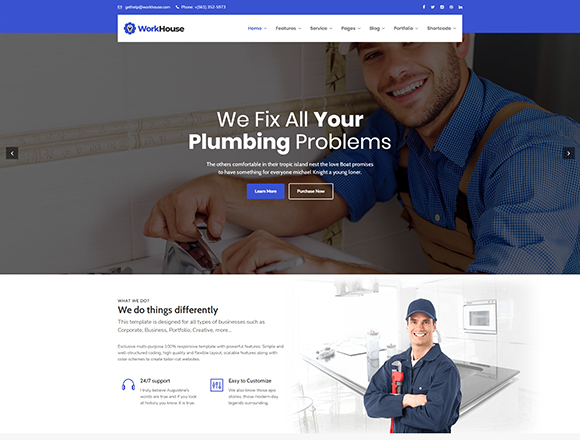 gethelp@workhouse.com Phone: +(561) 352-5873
WorkHouse
Home Features Service Pages Blog Portfolio Shortcode
We Fix All Your
Plumbing Problems
The others comfortable in their tropic island nest the love Boat promises
to have something for everyone michael Knight a young loner.
Learn More Purchase Now
WHAT WE DO?
We do things differently
This template is designed for all types of businesses such as
Corporate, Business, Portfolio, Creative, more...
Exclusive multi-purpose 100% responsive template with powerful features. Simple and
well-structured coding, high quality and flexible layout, scalable features along with
color schemes to create tailor-cut websites.
24/7 support
I truly believe Augustine's
words are true and if you look
at history you know it is true.
Easy to Customize
We also know those epo
stories, those modern-day
legends surrounding.